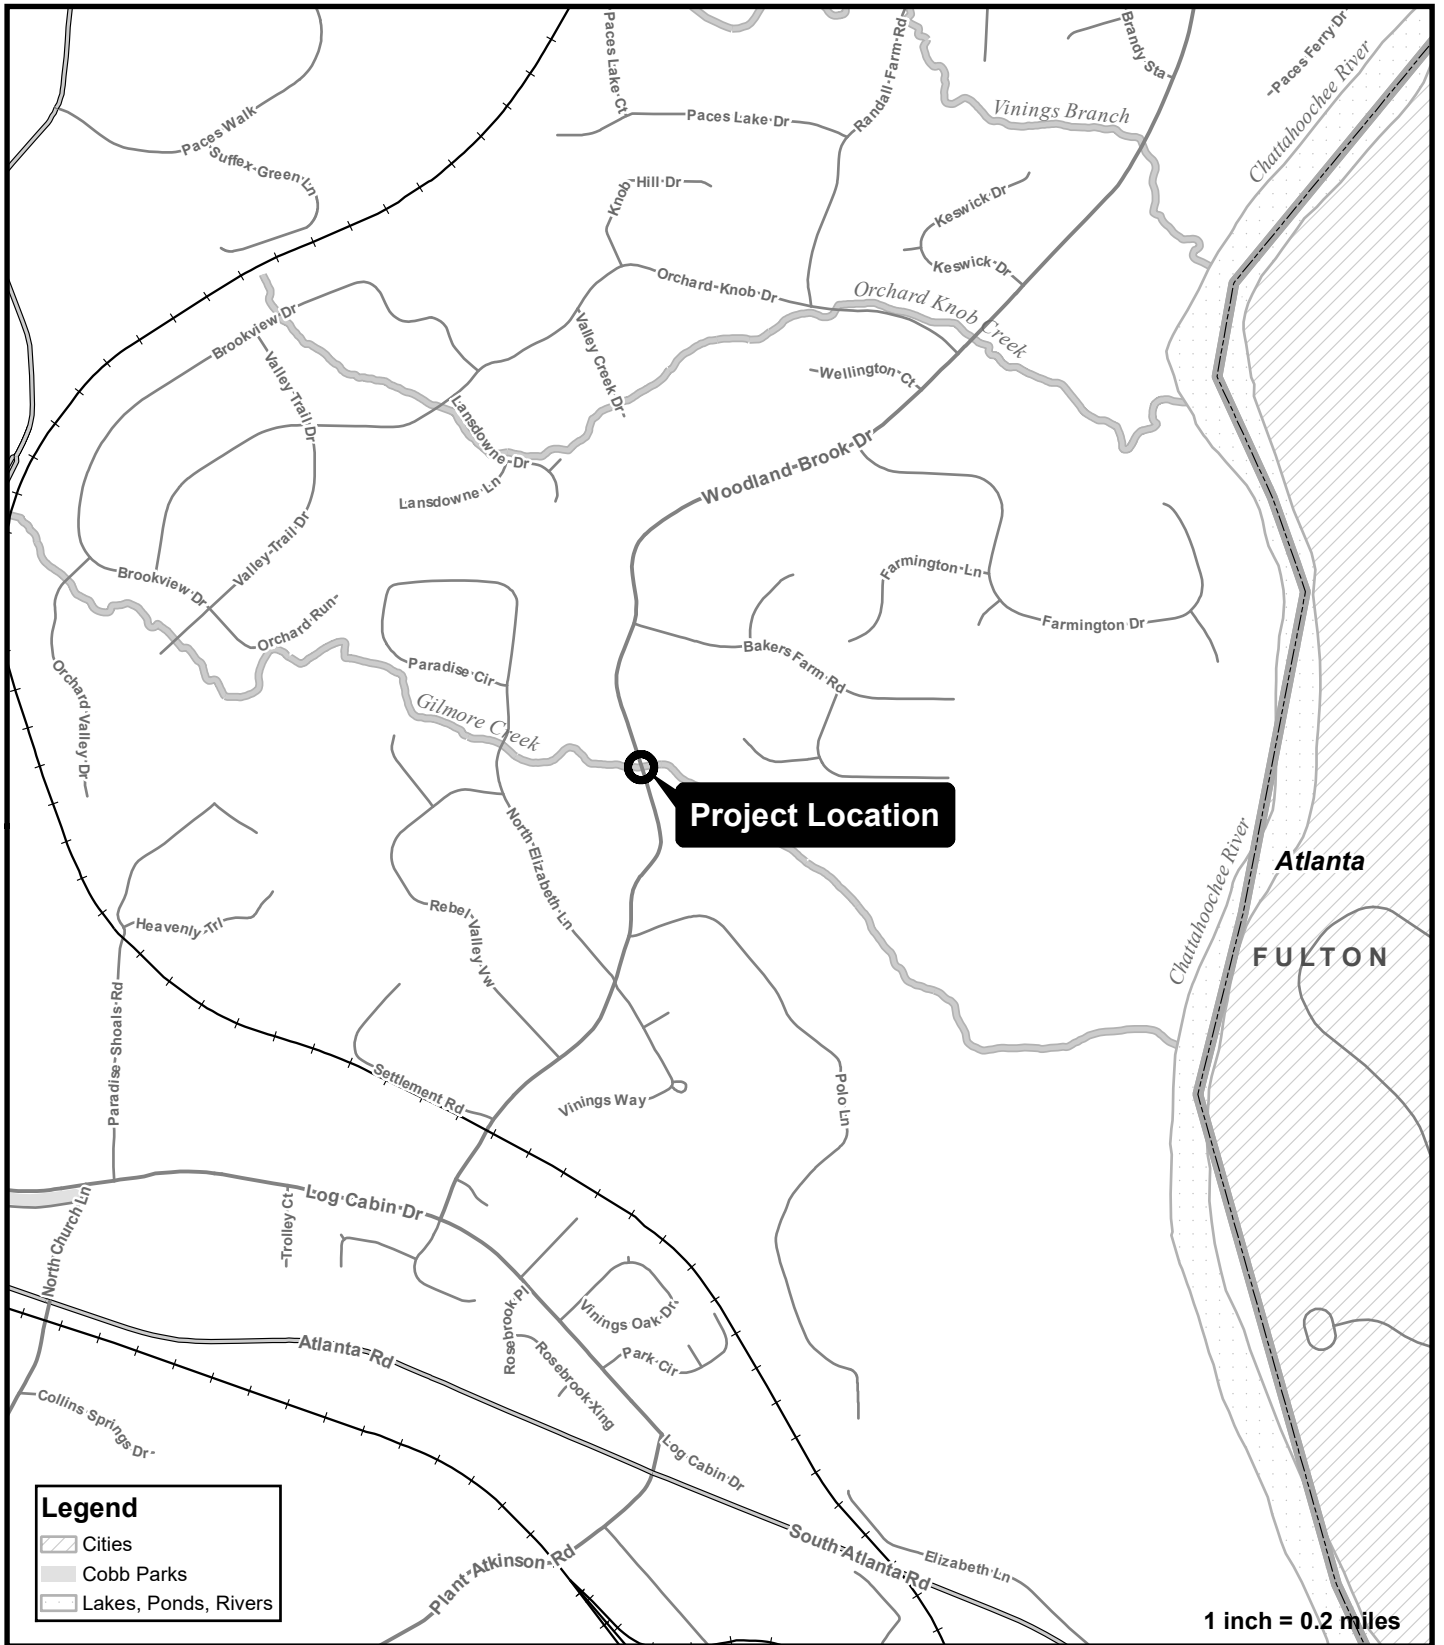 Paces Lake Ct
Randall Farm Rd
Brandy Sta
Paces Ferry Dr
Chattahoochee River
Paces Walk
Paces Lake Dr
Vinings Branch
Suffex Green Ln
Knob Hill Dr
Keswick Dr
Keswick Dr
Orchard Knob Dr
Orchard Knob Creek
Brookview Dr
Valley Creek Dr
Wellington Ct
Valley Trail Dr
Lansdowne Dr
Woodland Brook Dr
Lansdowne Ln
Valley Trail Dr
Brookview Dr
Farmington Ln
Orchard Run
Farmington Dr
Bakers Farm Rd
Paradise Cir
Orchard Valley Dr
Gilmore Creek
Project Location
North Elizabeth Ln
Chattahoochee River
Atlanta
Rebel Valley Vw
Heavenly Trl
FULTON
Paradise Shoals Rd
Settlement Rd
Vinings Way
Polo Ln
Log Cabin Dr
North Church Ln
Trolley Ct
Rosebrook Pl
Vinings Oak Dr
Atlanta Rd
Rosebrook Xing
Park Cir
Collins Springs Dr
Log Cabin Dr
Legend
Cities
Cobb Parks
Lakes, Ponds, Rivers
Plant Atkinson Rd
South Atlanta Rd
Elizabeth Ln
1 inch = 0.2 miles